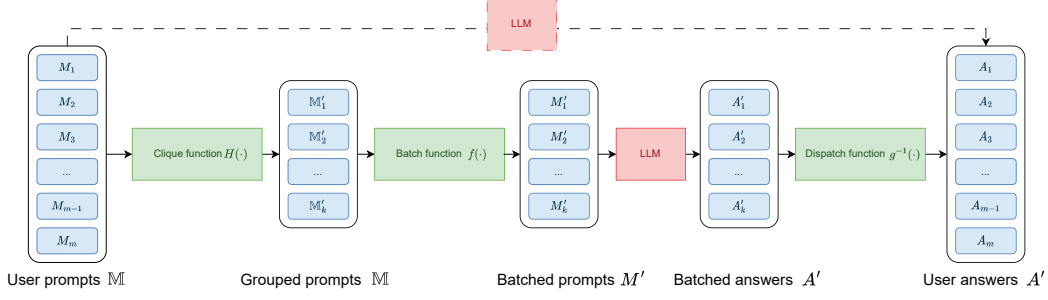 LLM
M₁
M₂
M₃
...
Mₘ₋₁
Mₘ
User prompts 𝕄
Clique function H(·)
𝕄′₁
𝕄′₂
...
𝕄′ₖ
Grouped prompts 𝕄
Batch function f(·)
M′₁
M′₂
...
M′ₖ
Batched prompts M′
LLM
A′₁
A′₂
...
A′ₖ
Batched answers A′
Dispatch function g⁻¹(·)
A₁
A₂
A₃
...
Aₘ₋₁
Aₘ
User answers A′